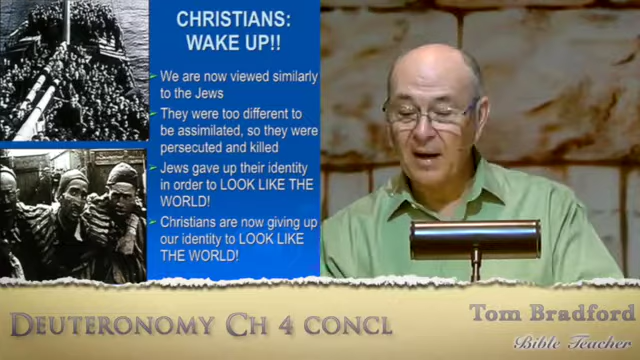 CHRISTIANS:
WAKE UP!!
We are now viewed similarly
to the Jews
They were too different to
be assimilated, so they were
persecuted and killed
Jews gave up their identity
in order to LOOK LIKE THE
WORLD!
Christians are now giving up
our identity to LOOK LIKE
THE WORLD!
Tom Bradford
DEUTERONOMY CH 4 CONCL
Bible Teacher